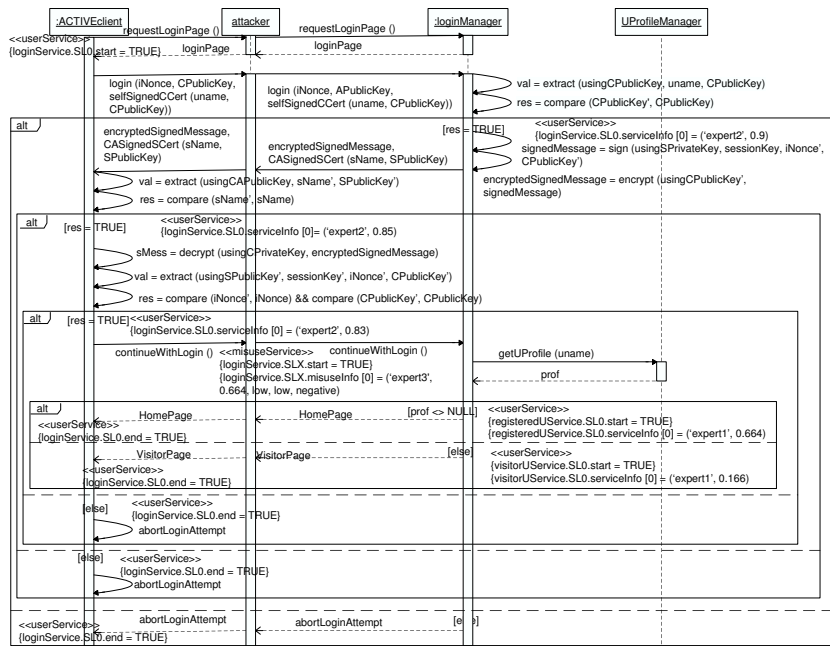 :ACTIVEclient
attacker
:loginManager
UProfileManager
requestLoginPage ()
requestLoginPage ()
<<userService>>
{loginService.SL0.start = TRUE}
loginPage
loginPage
login (iNonce, CPublicKey,
selfSignedCCert (uname,
CPublicKey))
login (iNonce, APublicKey,
selfSignedCCert (uname, CPublicKey))
val = extract (usingCPublicKey, uname, CPublicKey)
res = compare (CPublicKey', CPublicKey)
alt
[res = TRUE]
<<userService>>
{loginService.SL0.serviceInfo [0] = ('expert2', 0.9)
signedMessage = sign (usingSPrivateKey, sessionKey, iNonce',
CPublicKey')
encryptedSignedMessage,
CASignedSCert (sName,
SPublicKey)
encryptedSignedMessage,
CASignedSCert (sName, SPublicKey)
encryptedSignedMessage = encrypt (usingCPublicKey',
signedMessage)
val = extract (usingCAPublicKey, sName', SPublicKey')
res = compare (sName', sName)
alt
[res = TRUE]
<<userService>>
{loginService.SL0.serviceInfo [0]= ('expert2', 0.85)
sMess = decrypt (usingCPrivateKey, encryptedSignedMessage)
val = extract (usingSPublicKey', sessionKey', iNonce', CPublicKey')
res = compare (iNonce', iNonce) && compare (CPublicKey', CPublicKey)
alt
[res = TRUE]
<<userService>>
{loginService.SL0.serviceInfo [0] = ('expert2', 0.83)
continueWithLogin ()
<<misuseService>>
{loginService.SLX.start = TRUE}
{loginService.SLX.misuseInfo [0] = ('expert3',
0.664, low, low, negative)
continueWithLogin ()
getUProfile (uname)
prof
alt
HomePage
HomePage
[prof <> NULL]
<<userService>>
{registeredUService.SL0.start = TRUE}
{registeredUService.SL0.serviceInfo [0] = ('expert1', 0.664)
<<userService>>
{loginService.SL0.end = TRUE}
VisitorPage
VisitorPage
[else]
<<userService>>
{visitorUService.SL0.start = TRUE}
{visitorUService.SL0.serviceInfo [0] = ('expert1', 0.166)
<<userService>>
{loginService.SL0.end = TRUE}
[else]
<<userService>>
{loginService.SL0.end = TRUE}
abortLoginAttempt
[else]
<<userService>>
{loginService.SL0.end = TRUE}
abortLoginAttempt
<<userService>>
{loginService.SL0.end = TRUE}
abortLoginAttempt
abortLoginAttempt
[else]